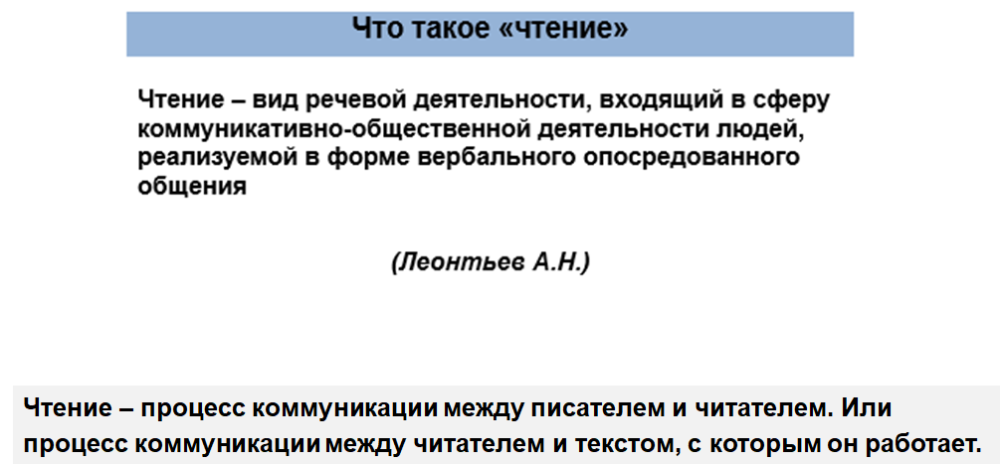 Что такое «чтение»
Чтение – вид речевой деятельности, входящий в сферу
коммуникативно-общественной деятельности людей,
реализуемой в форме вербального опосредованного
общения
(Леонтьев А.Н.)
Чтение – процесс коммуникации между писателем и читателем. Или
процесс коммуникации между читателем и текстом, с которым он работает.